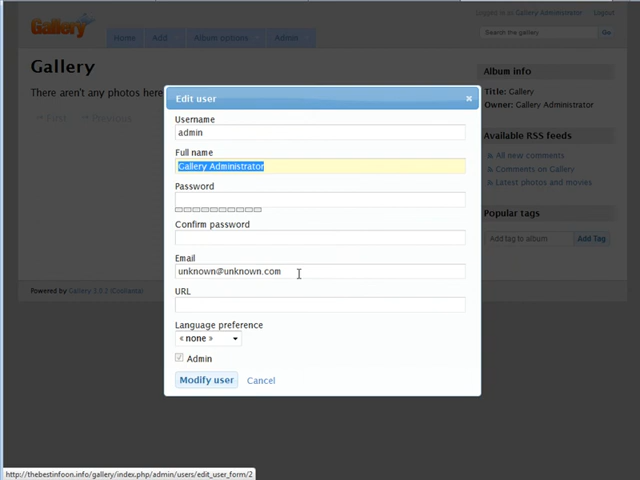 Gallery
Logged in as Gallery Administrator
Logout
Home
Add
Album options
Admin
Search the gallery
Go
Gallery
There aren't any photos here
First
Previous
Album info
Title: Gallery
Owner: Gallery Administrator
Available RSS feeds
All new comments
Comments on Gallery
Latest photos and movies
Popular tags
Add tag to album
Add Tag
Edit user
Username
admin
Full name
Gallery Administrator
Password
Confirm password
Email
unknown@unknown.com
URL
Language preference
« none »
Admin
Modify user
Cancel
Powered by Gallery 3.0.2
http://thebestinfoon.info/gallery/index.php/admin/users/edit_user_form/2